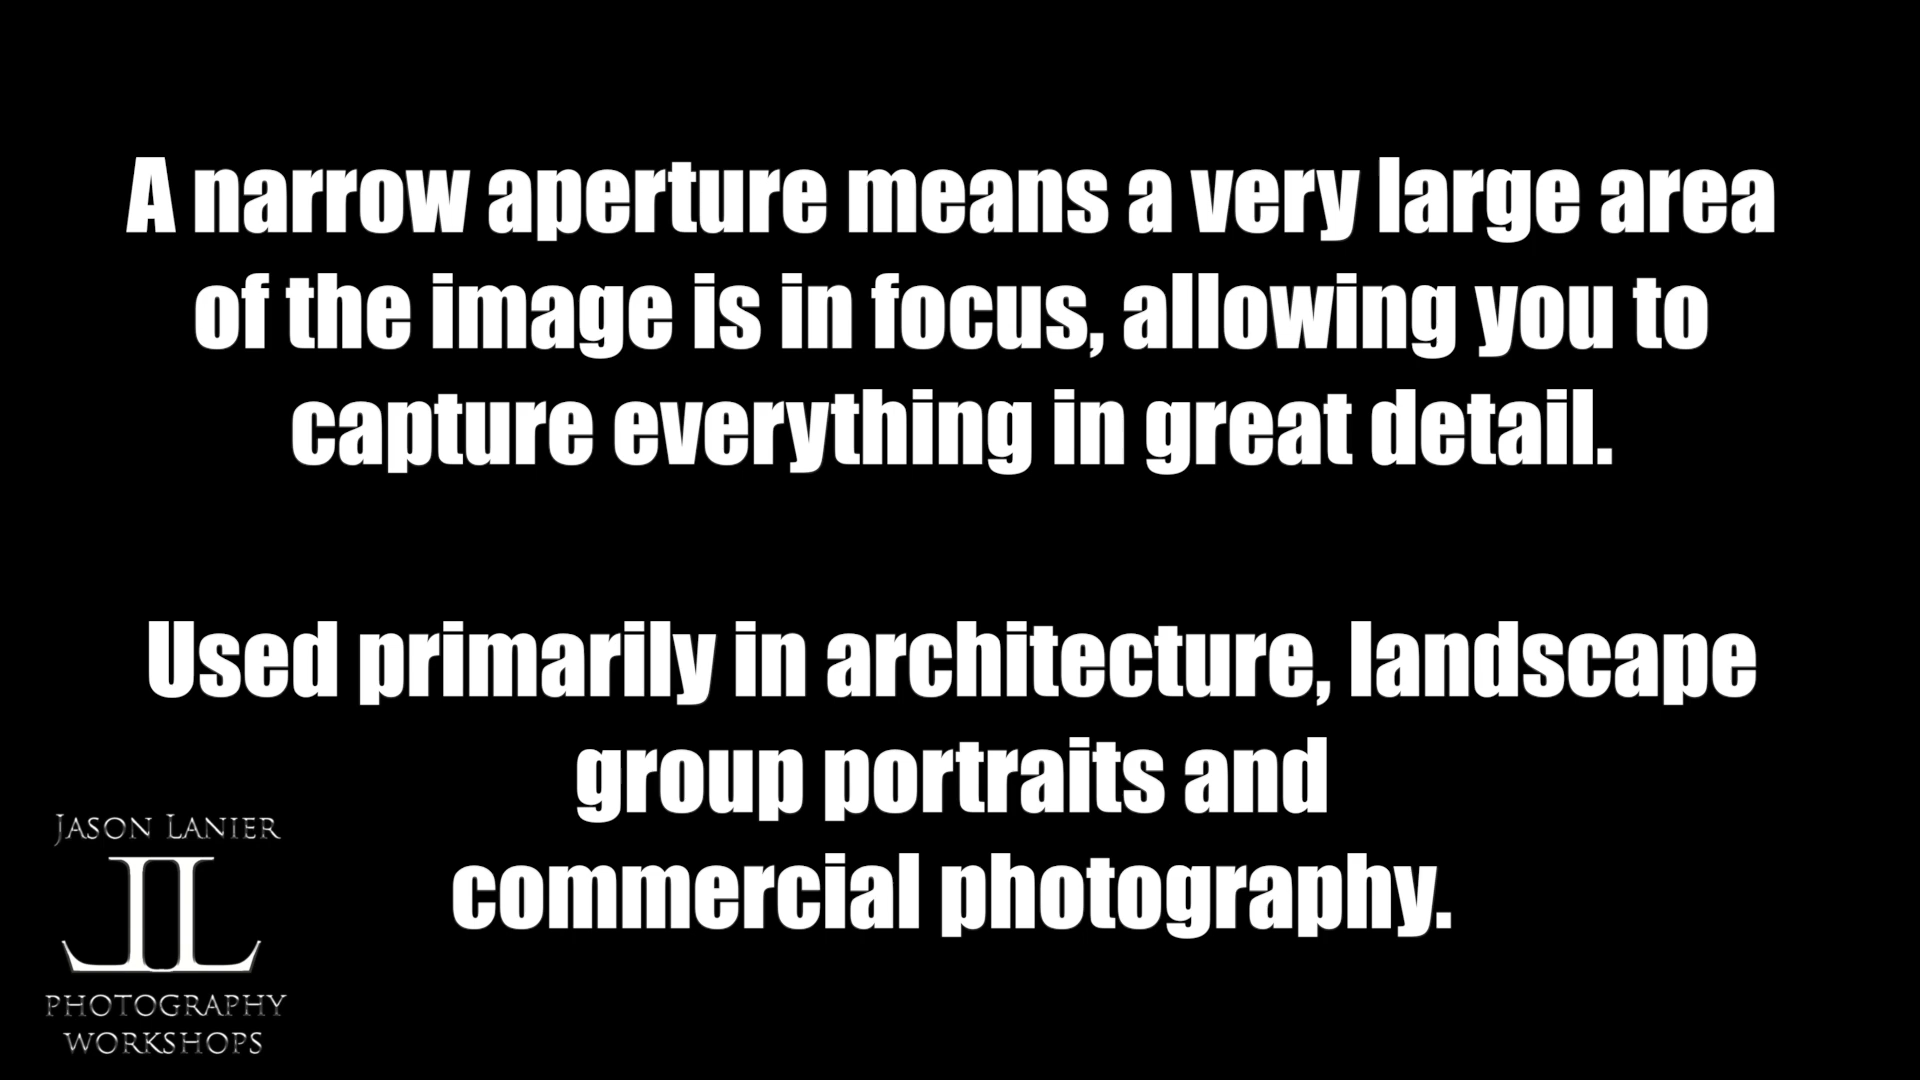 A narrow aperture means a very large area
of the image is in focus, allowing you to
capture everything in great detail.
Used primarily in architecture, landscape
group portraits and
commercial photography.
JASON LANIER
JL
PHOTOGRAPHY
WORKSHOPS